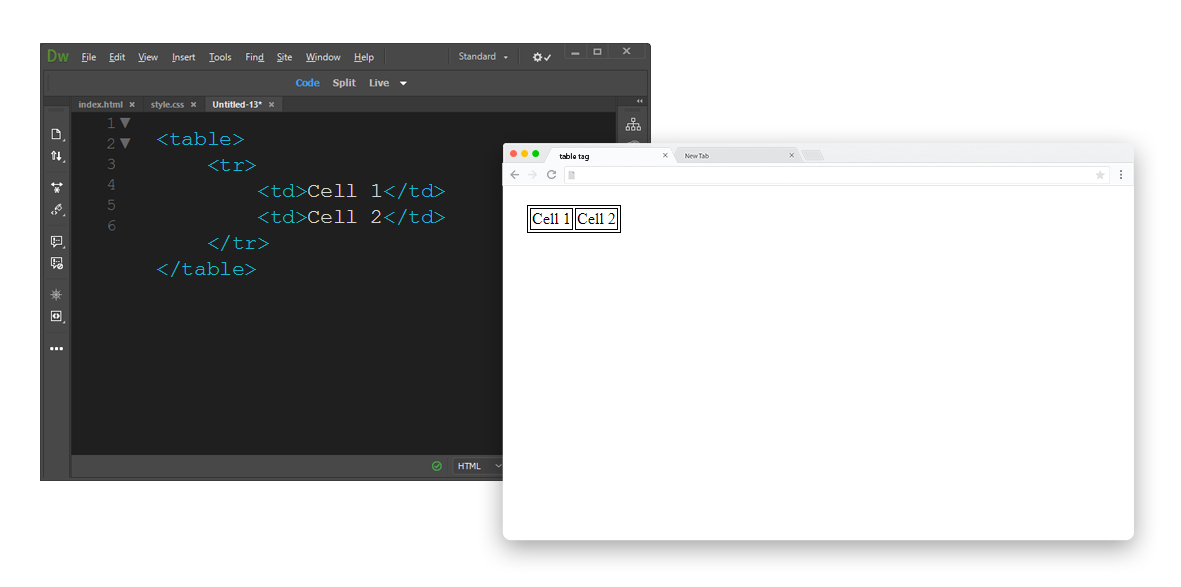 Dw File Edit View Insert Tools Find Site Window Help Standard
Code Split Live
index.html × style.css × Untitled-13* ×
1
2
3
4
5
6
<table>
<tr>
<td>Cell 1</td>
<td>Cell 2</td>
</tr>
</table>
HTML
table tag New Tab
Cell 1 Cell 2